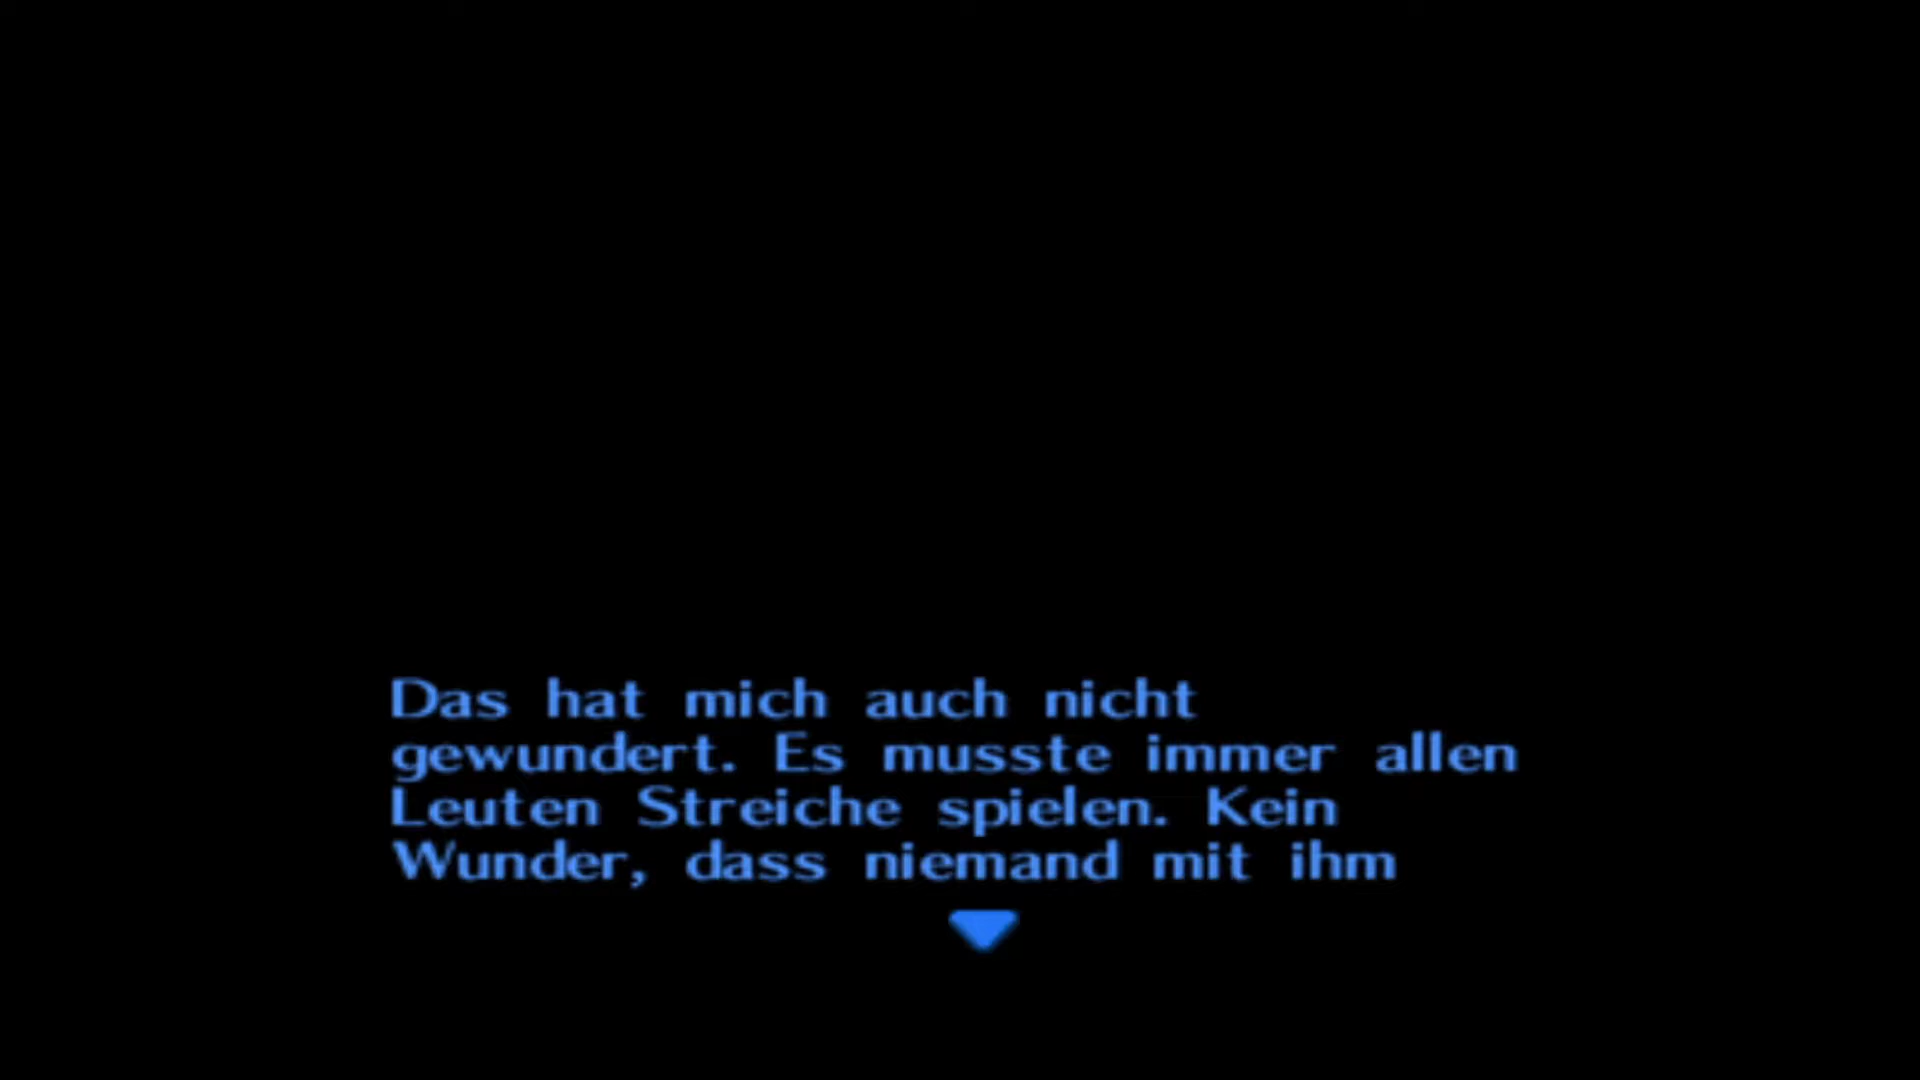 Das hat mich auch nicht
gewundert. Es musste immer allen
Leuten Streiche spielen. Kein
Wunder, dass niemand mit ihm